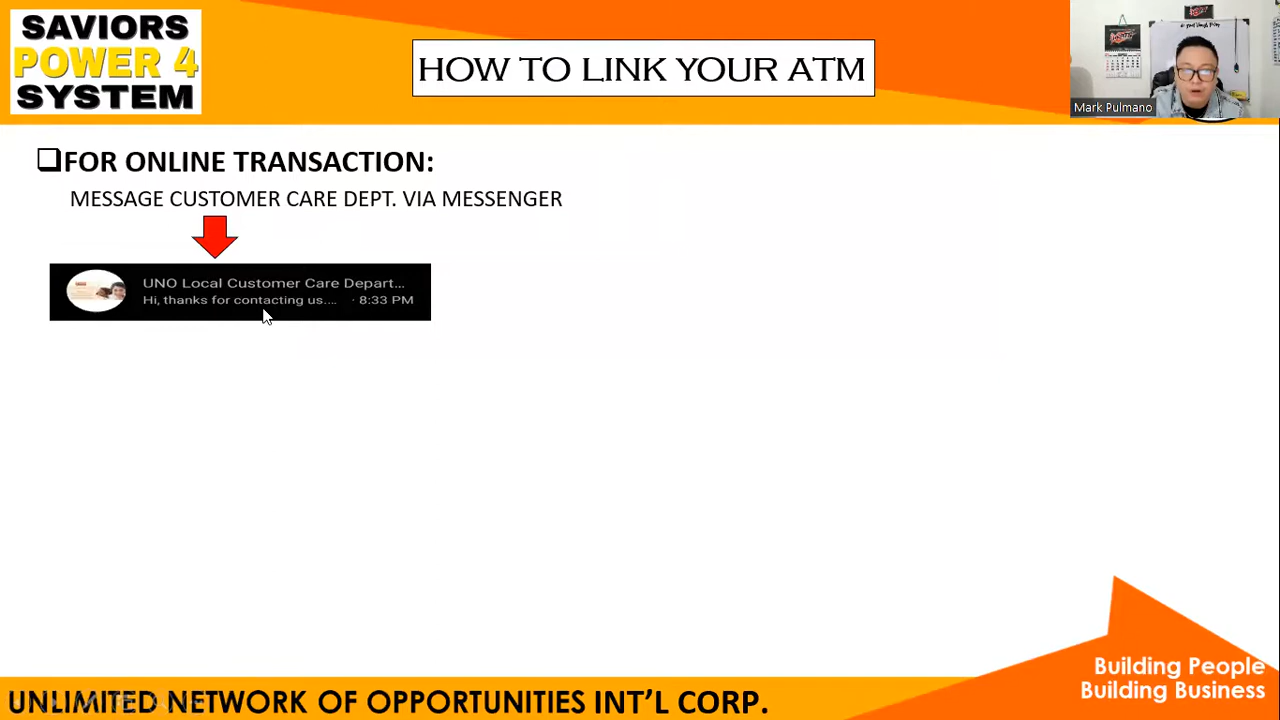 SAVIORS
POWER 4
SYSTEM
HOW TO LINK YOUR ATM
Mark Pulmano
FOR ONLINE TRANSACTION:
MESSAGE CUSTOMER CARE DEPT. VIA MESSENGER
UNO Local Customer Care Depart...
Hi, thanks for contacting us.... · 8:33 PM
Building People
Building Business
UNLIMITED NETWORK OF OPPORTUNITIES INT'L CORP.